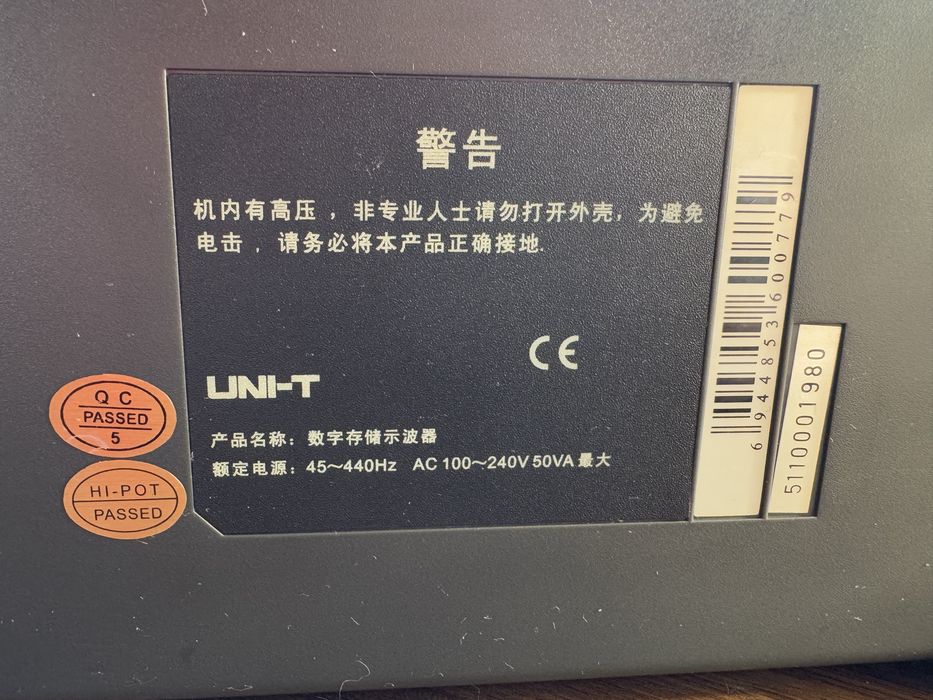 警告
机内有高压，非专业人士请勿打开外壳，为避免
电击，请务必将本产品正确接地.
CE
UNI-T
产品名称：数字存储示波器
额定电源：45～440Hz AC 100～240V 50VA 最大
QC
PASSED
5
HI-POT
PASSED
6 944853 600779
5110001980